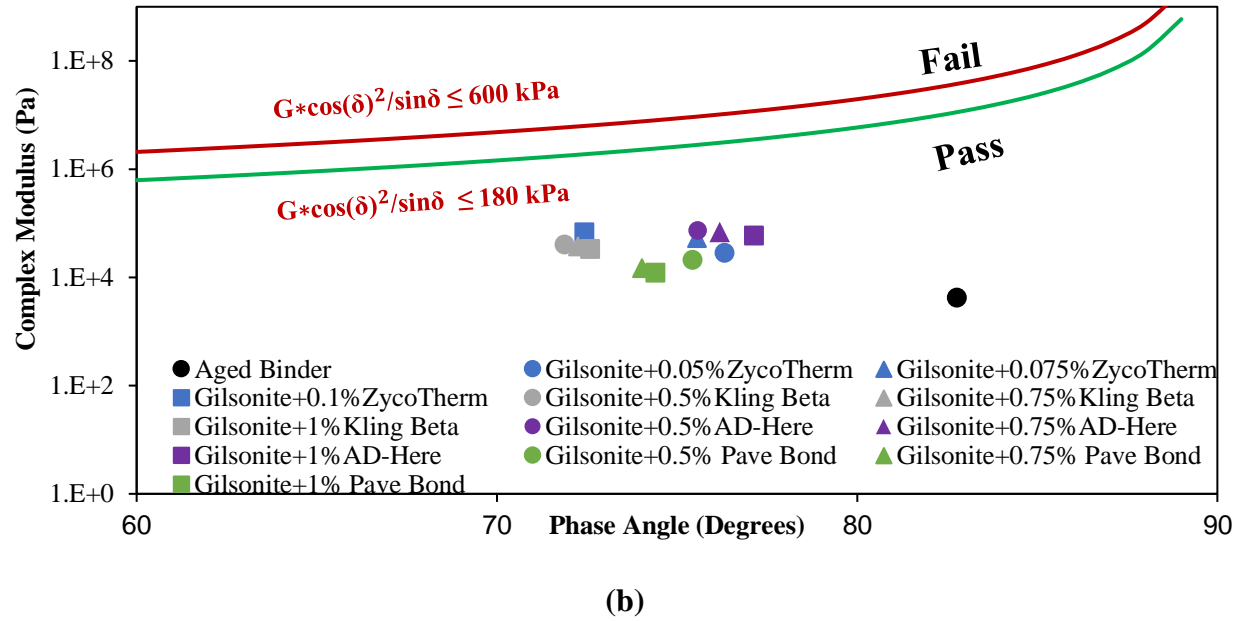 1.E+8
1.E+6
1.E+4
1.E+2
1.E+0
Complex Modulus (Pa)
Fail
G*cos(δ)²/sinδ ≤ 600 kPa
Pass
G*cos(δ)²/sinδ ≤ 180 kPa
Aged Binder
Gilsonite+0.05%ZycoTherm
Gilsonite+0.075%ZycoTherm
Gilsonite+0.1%ZycoTherm
Gilsonite+0.5%Kling Beta
Gilsonite+0.75%Kling Beta
Gilsonite+1%Kling Beta
Gilsonite+0.5%AD-Here
Gilsonite+0.75%AD-Here
Gilsonite+1%AD-Here
Gilsonite+0.5% Pave Bond
Gilsonite+0.75% Pave Bond
Gilsonite+1% Pave Bond
60 70 80 90
Phase Angle (Degrees)
(b)